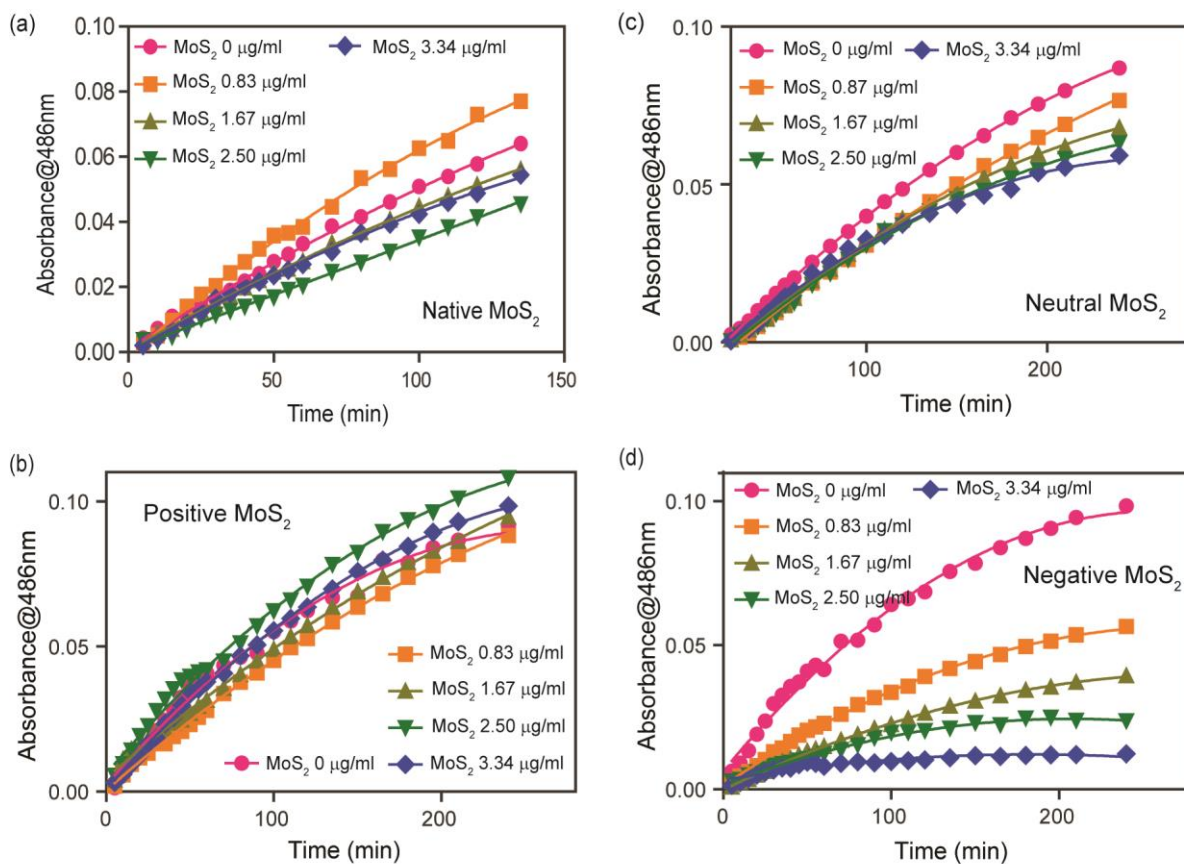 (a)
Absorbance@486nm
0.10
0.08
0.06
0.04
0.02
0.00
MoS2 0 μg/ml
MoS2 3.34 μg/ml
MoS2 0.83 μg/ml
MoS2 1.67 μg/ml
MoS2 2.50 μg/ml
Native MoS2
0 50 100 150
Time (min)
(c)
Absorbance@486nm
0.10
0.05
0.00
MoS2 0 μg/ml
MoS2 3.34 μg/ml
MoS2 0.87 μg/ml
MoS2 1.67 μg/ml
MoS2 2.50 μg/ml
Neutral MoS2
100 200
Time (min)
(b)
Absorbance@486nm
0.10
0.05
0.00
Positive MoS2
MoS2 0.83 μg/ml
MoS2 1.67 μg/ml
MoS2 2.50 μg/ml
MoS2 0 μg/ml
MoS2 3.34 μg/ml
0 100 200
Time (min)
(d)
Absorbance@486nm
0.10
0.05
0.00
MoS2 0 μg/ml
MoS2 3.34 μg/ml
MoS2 0.83 μg/ml
MoS2 1.67 μg/ml
MoS2 2.50 μg/ml
Negative MoS2
0 100 200
Time (min)